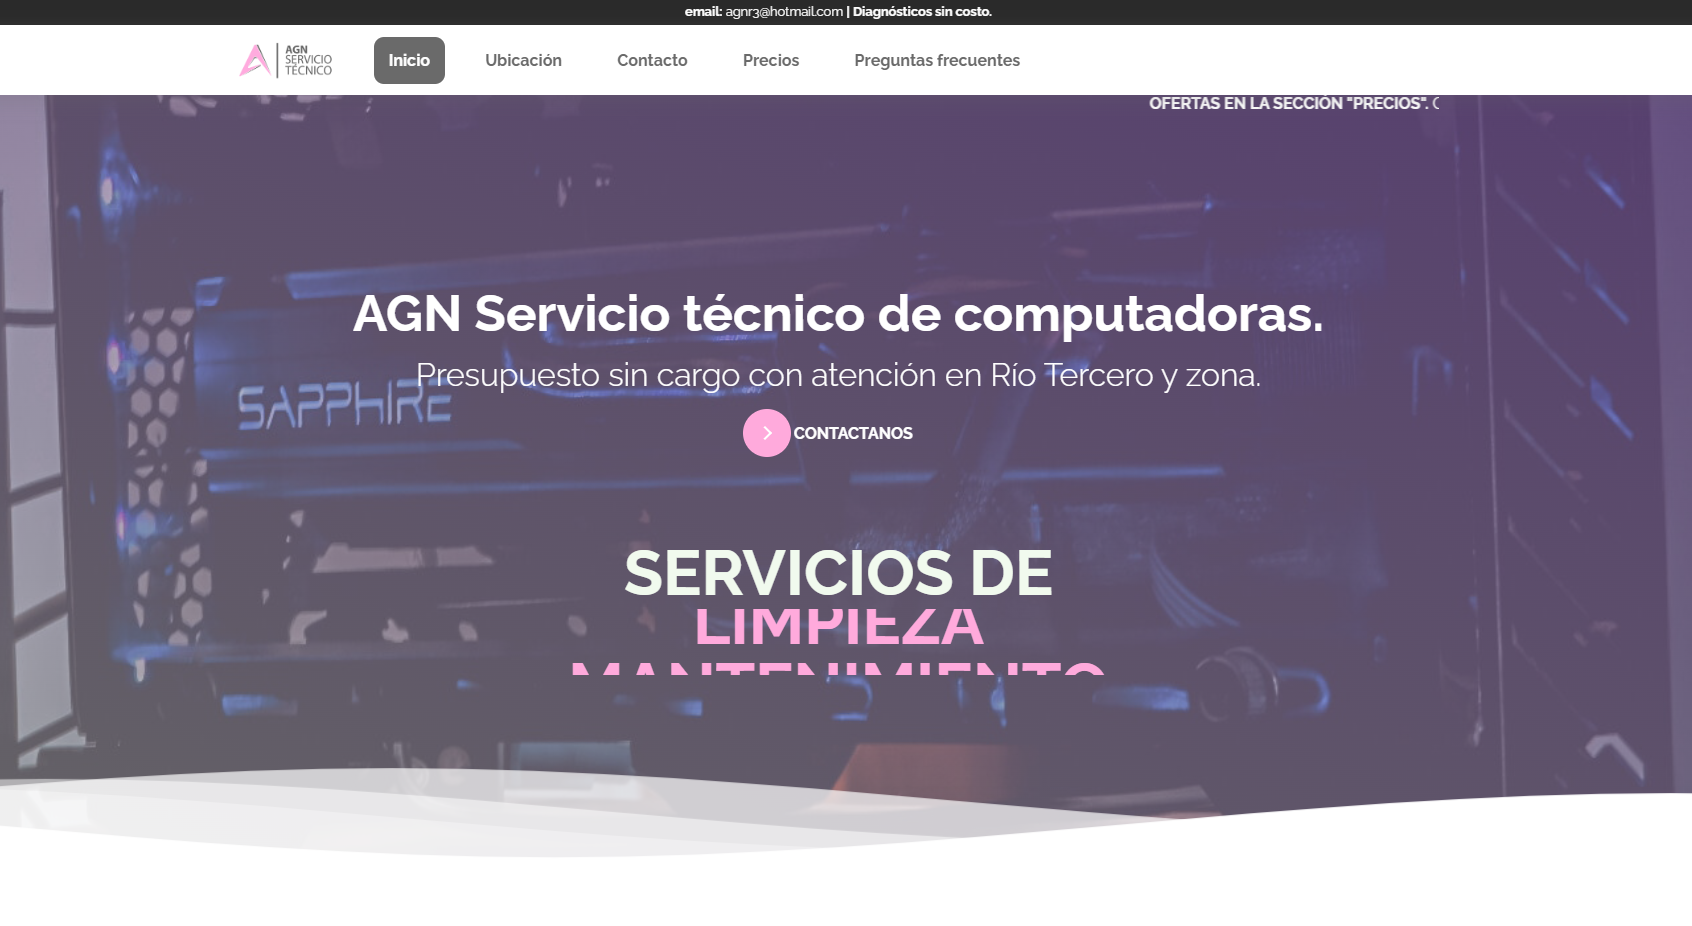 email: agnr3@hotmail.com | Diagnósticos sin costo.
AGN
SERVICIO
TÉCNICO
Inicio
Ubicación
Contacto
Precios
Preguntas frecuentes
OFERTAS EN LA SECCIÓN "PRECIOS".
AGN Servicio técnico de computadoras.
Presupuesto sin cargo con atención en Río Tercero y zona.
SAPPHIRE
CONTACTANOS
SERVICIOS DE
LIMPIEZA
MANTENIMIENTO